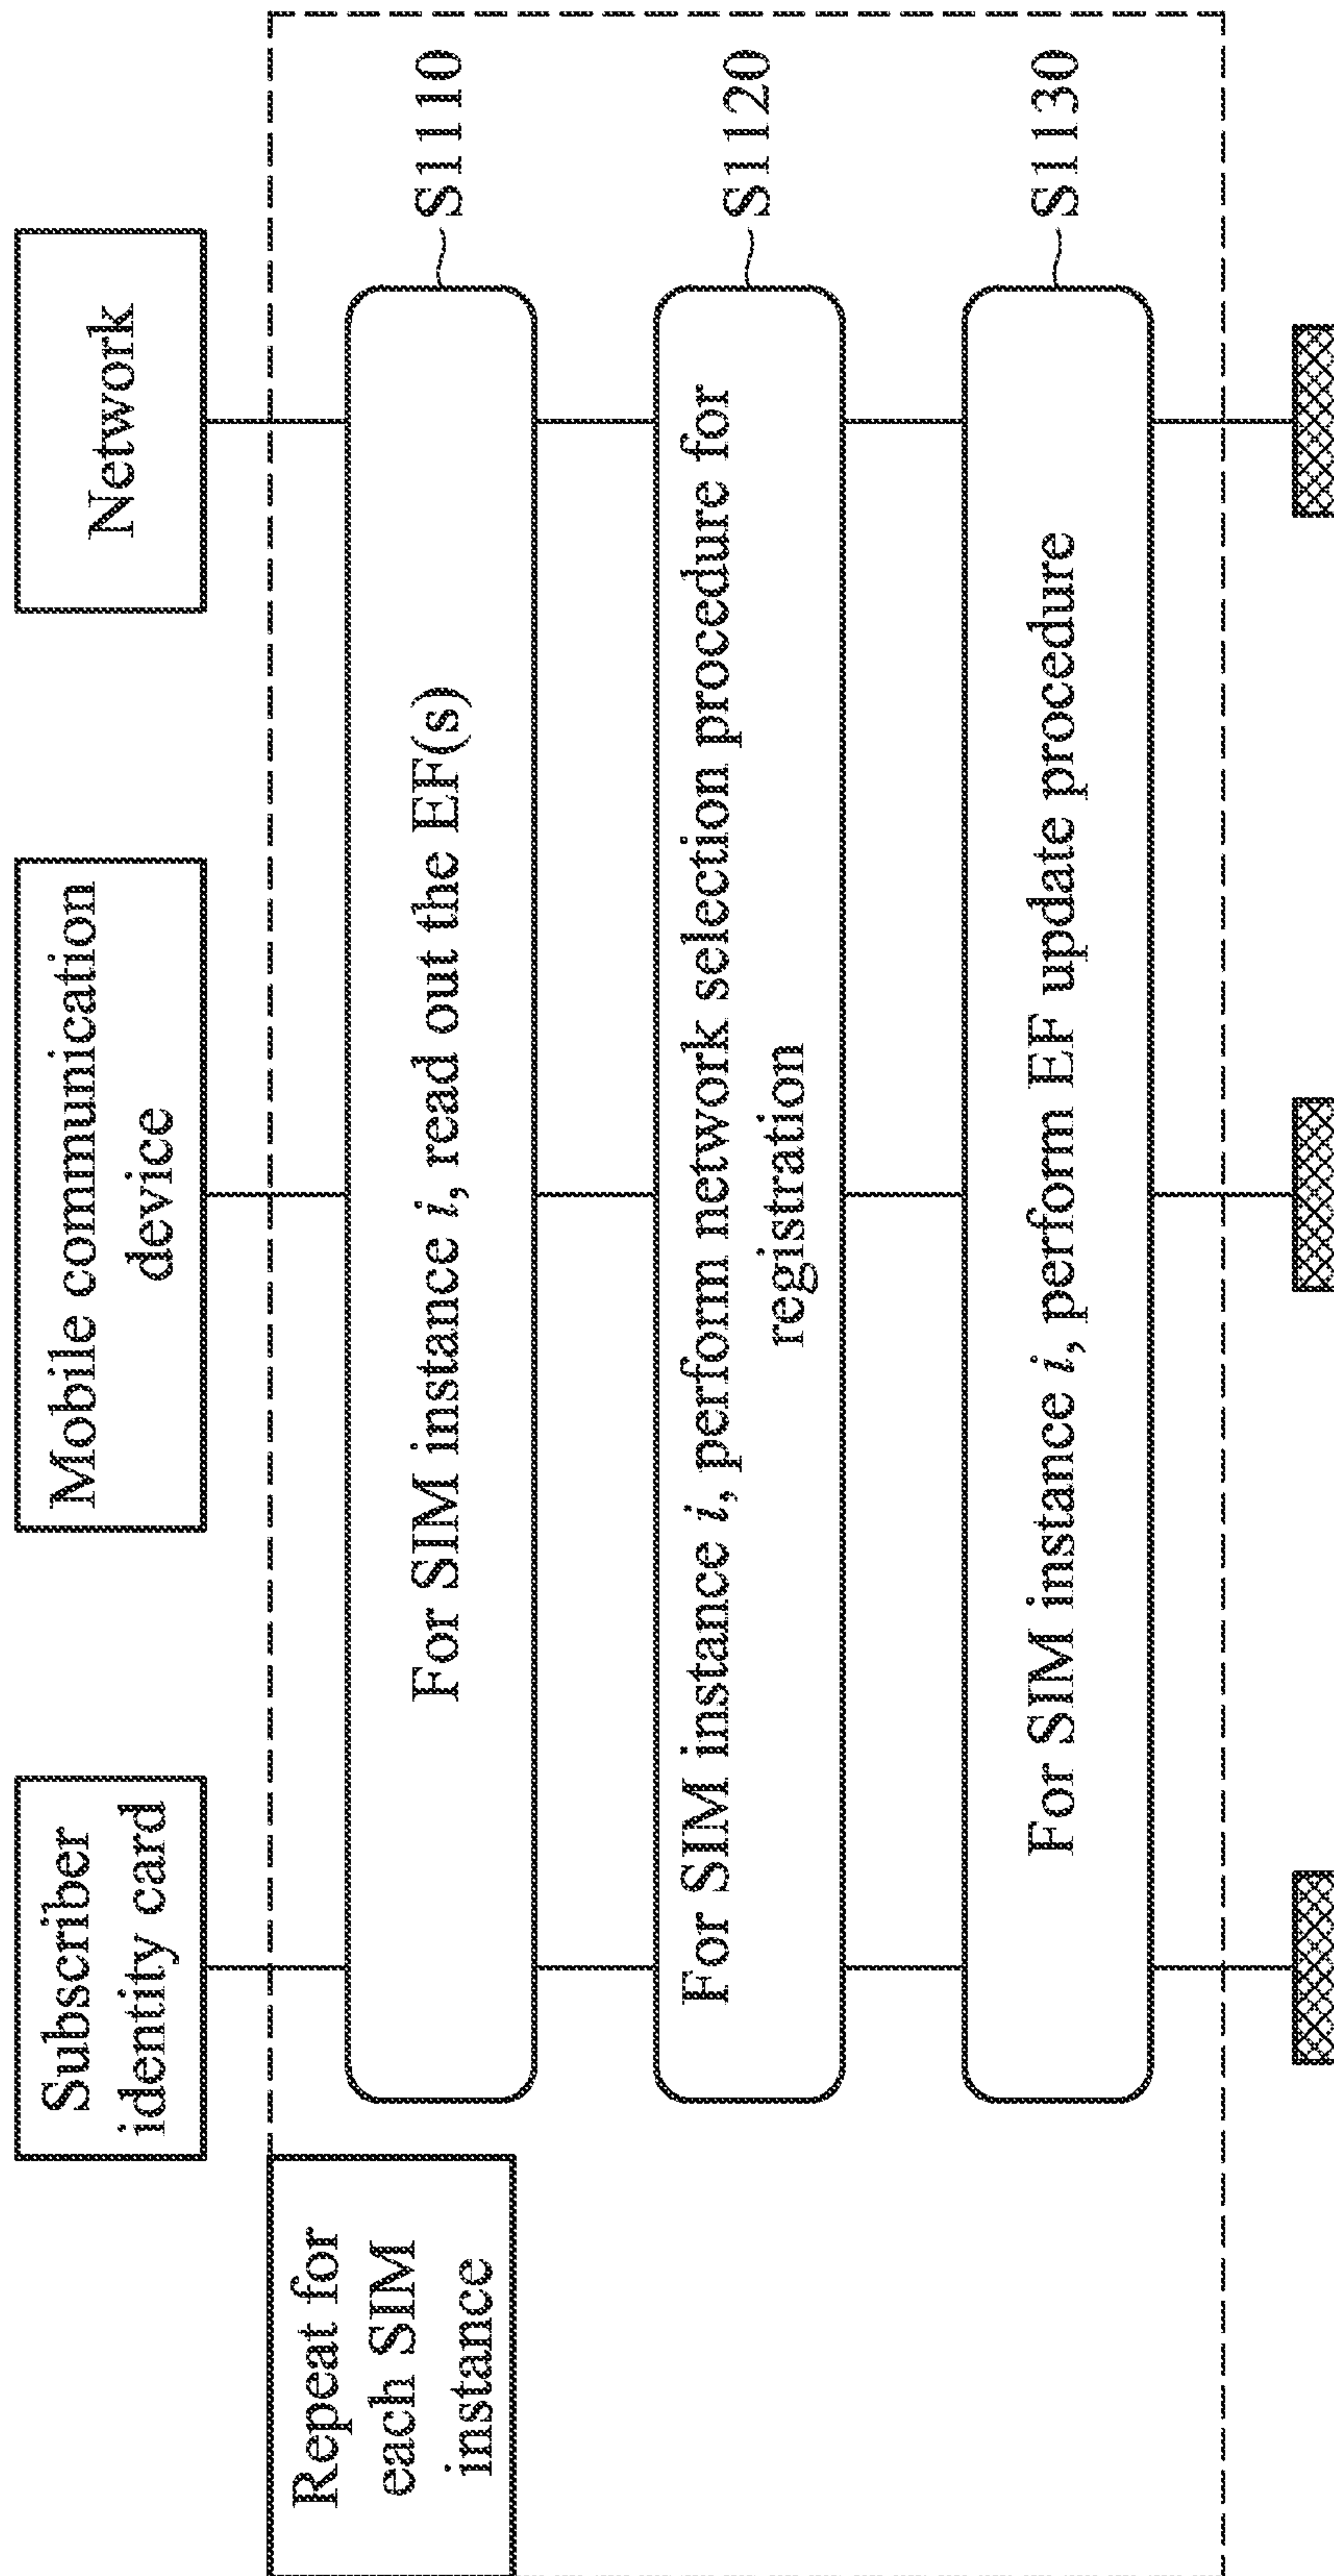 Subscriber
identity card
Mobile communication
device
Network
Repeat for
each SIM
instance
For SIM instance i, read out the EF(s)
S1110
For SIM instance i, perform network selection procedure for
registration
S1120
For SIM instance i, perform EF update procedure
S1130